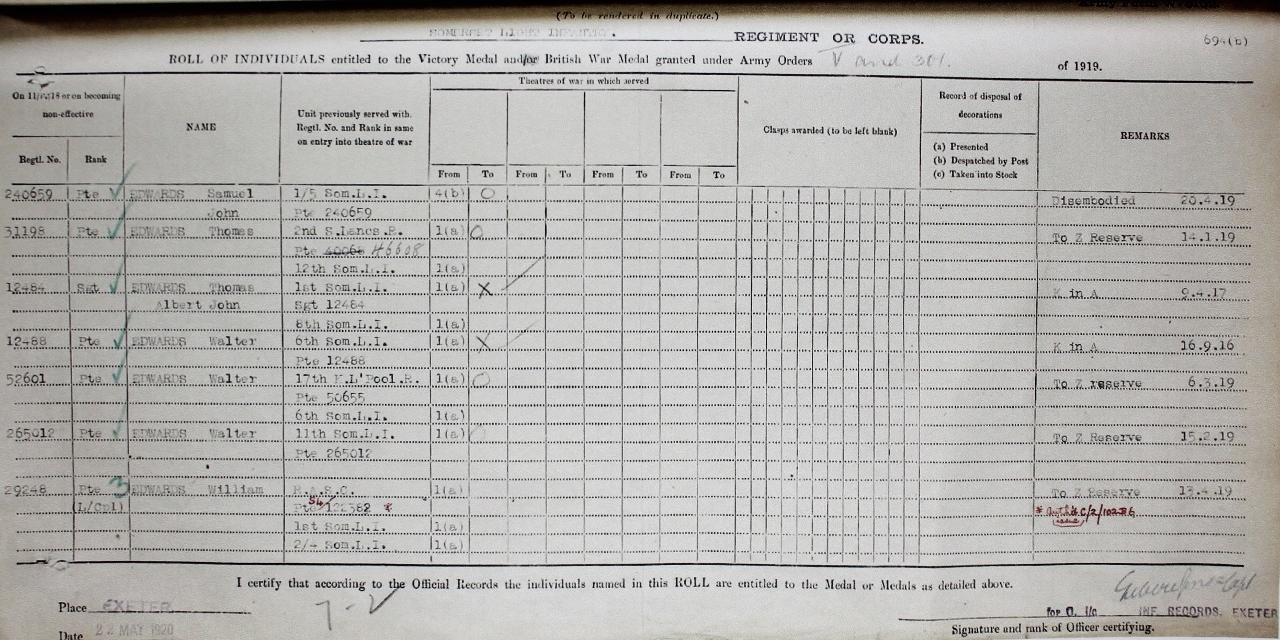 (To be rendered in duplicate.)
SOMERSET LIGHT INFANTRY. REGIMENT OR CORPS. 694(b)
ROLL OF INDIVIDUALS entitled to the Victory Medal and/or British War Medal granted under Army Orders V and 301. of 1919.
On 11/11/18 or on becoming non-effective
Regtl. No. Rank
NAME
Unit previously served with. Regtl. No. and Rank in same on entry into theatre of war
Theatres of war in which served
From To From To From To From To
Clasps awarded (to be left blank)
Record of disposal of decorations
(a) Presented
(b) Despatched by Post
(c) Taken into Stock
REMARKS
240659 Pte EDWARDS Samuel 1/5 Som.L.I. 4(b) O Disembodied 20.4.19
John Pte 240659
31198 Pte EDWARDS Thomas 2nd S.Lancs.R. 1(a) O To Z Reserve 14.1.19
Pte 46608
12th Som.L.I. 1(a)
12484 Sgt EDWARDS Thomas 1st Som.L.I. 1(a) X K in A 9.4.17
Albert John Sgt 12484
8th Som.L.I. 1(a)
12488 Pte EDWARDS Walter 6th Som.L.I. 1(a) X K in A 16.9.16
Pte 12488
52601 Pte EDWARDS Walter 17th K.L'Pool.R. 1(a) O To Z reserve 6.3.19
Pte 50655
6th Som.L.I. 1(a)
265012 Pte EDWARDS Walter 11th Som.L.I. 1(a) To Z Reserve 15.2.19
Pte 265012
29248 Pte 3 EDWARDS William R.A.S.C. 1(a) To Z Reserve 13.4.19
(L/Cpl) *
1st Som.L.I. 1(a)
2/4 Som.L.I. 1(a)
I certify that according to the Official Records the individuals named in this ROLL are entitled to the Medal or Medals as detailed above.
Place EXETER
Date 22 MAY 1920
for O. i/c INF RECORDS, EXETER
Signature and rank of Officer certifying.